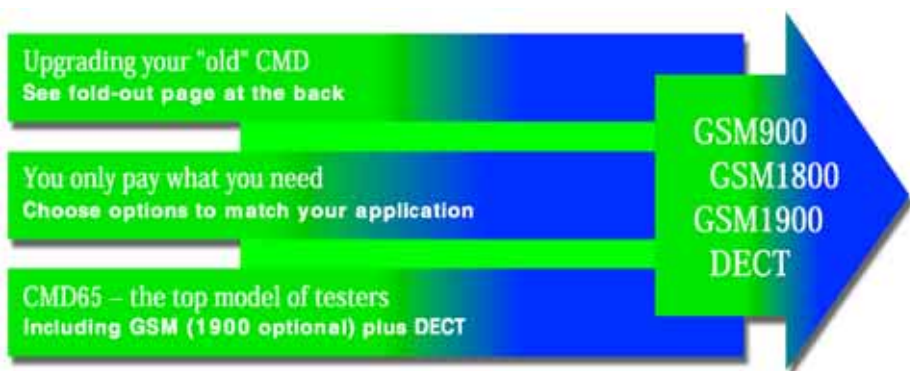 Upgrading your "old" CMD
See fold-out page at the back
You only pay what you need
Choose options to match your application
CMD65 – the top model of testers
Including GSM (1900 optional) plus DECT
GSM900
GSM1800
GSM1900
DECT